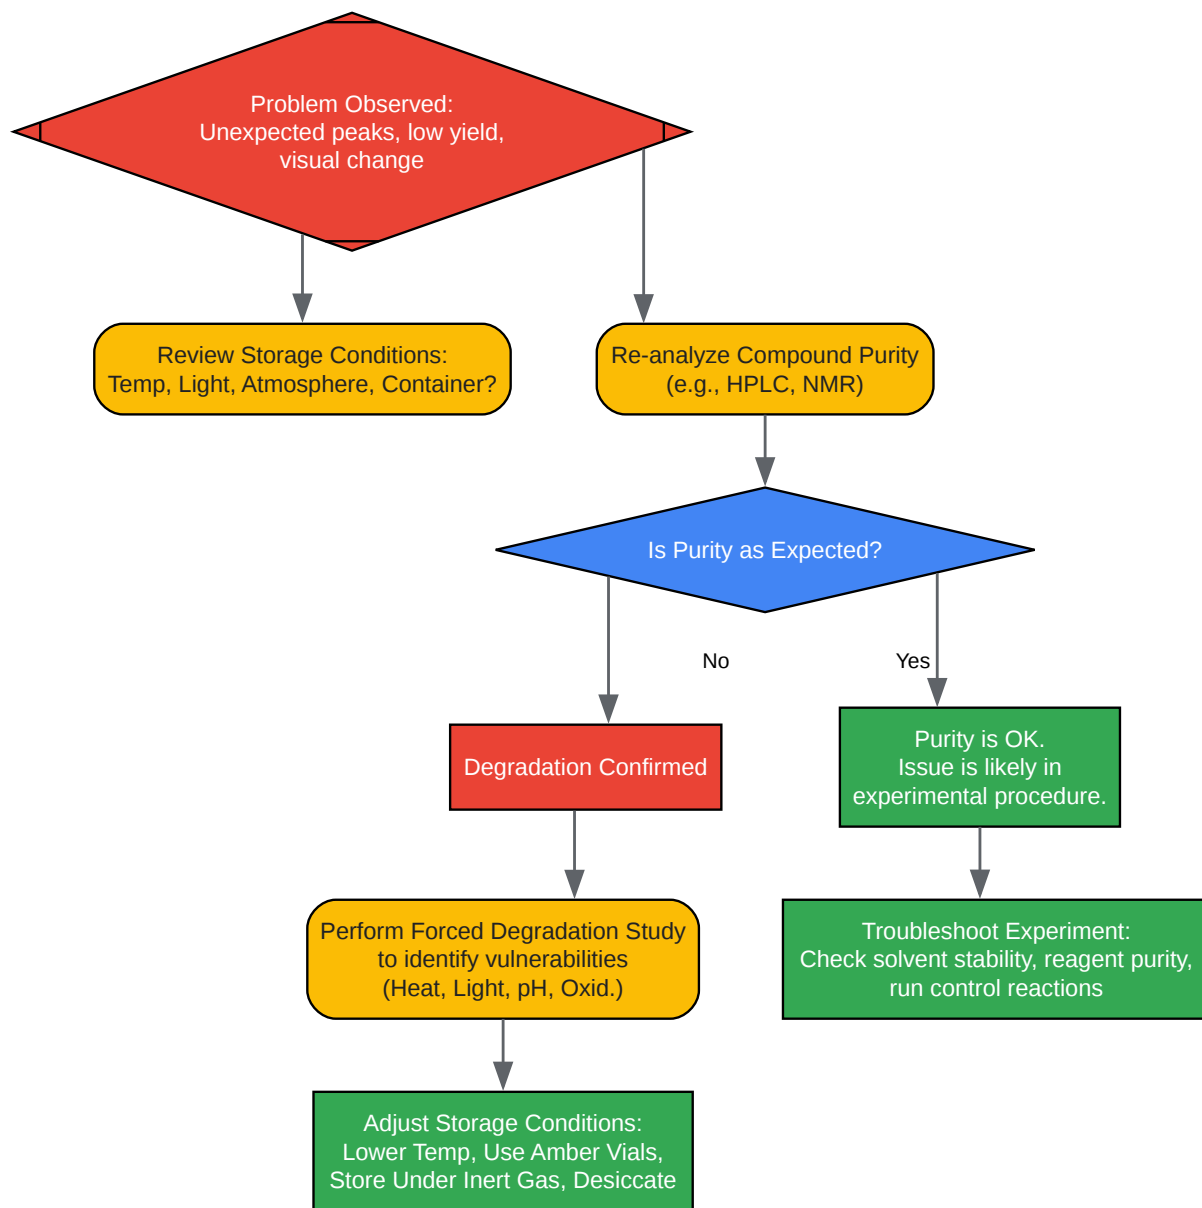 Problem Observed:
Unexpected peaks, low yield,
visual change
Review Storage Conditions:
Temp, Light, Atmosphere, Container?
Re-analyze Compound Purity
(e.g., HPLC, NMR)
Is Purity as Expected?
No
Yes
Degradation Confirmed
Purity is OK.
Issue is likely in
experimental procedure.
Perform Forced Degradation Study
to identify vulnerabilities
(Heat, Light, pH, Oxid.)
Troubleshoot Experiment:
Check solvent stability, reagent purity,
run control reactions
Adjust Storage Conditions:
Lower Temp, Use Amber Vials,
Store Under Inert Gas, Desiccate